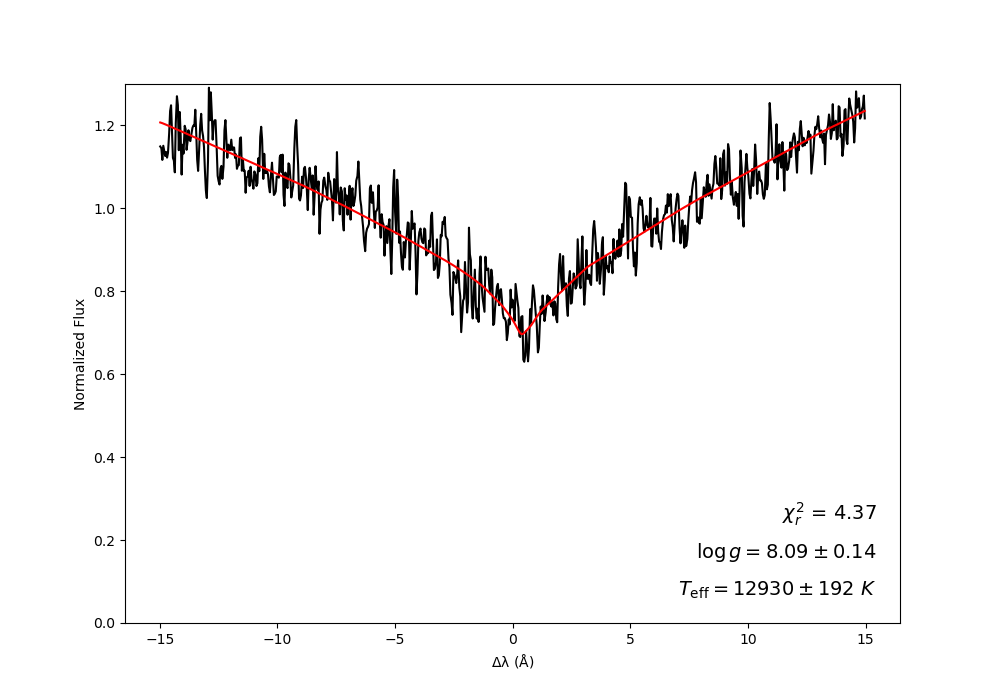 1.2
1.0
0.8
0.6
0.4
0.2
0.0
Normalized Flux
χ²ᵣ = 4.37
log g = 8.09 ± 0.14
T_eff = 12930 ± 192 K
−15 −10 −5 0 5 10 15
Δλ (Å)